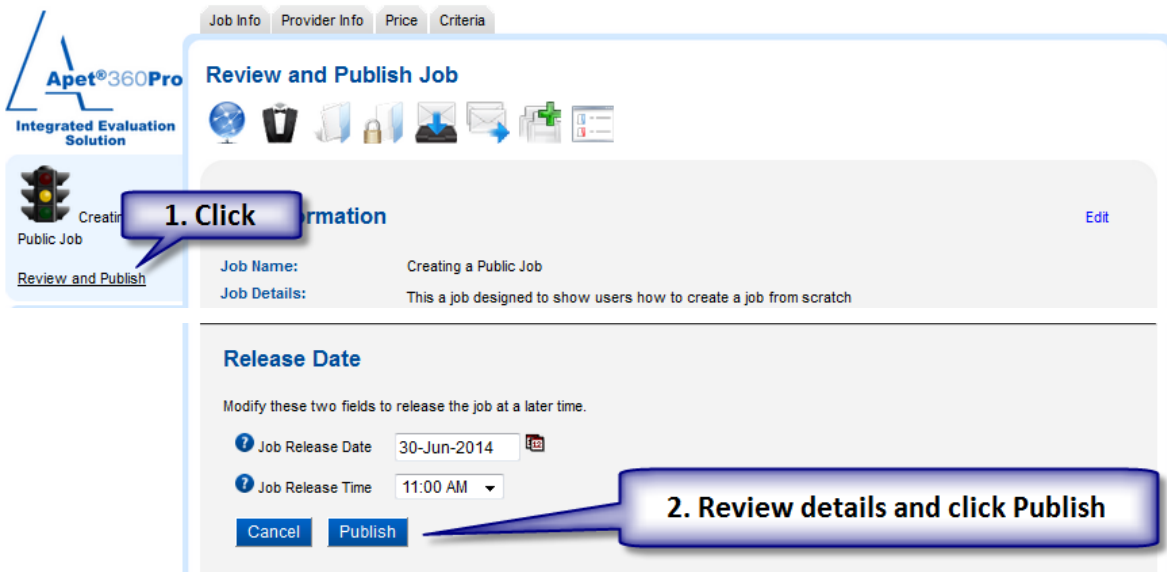 Job Info Provider Info Price Criteria
Apet®360Pro
Integrated Evaluation
Solution
Review and Publish Job
Creatin
Public Job
Review and Publish
1. Click
rmation
Edit
Job Name: Creating a Public Job
Job Details: This a job designed to show users how to create a job from scratch
Release Date
Modify these two fields to release the job at a later time.
? Job Release Date 30-Jun-2014 12
? Job Release Time 11:00 AM
Cancel Publish
2. Review details and click Publish